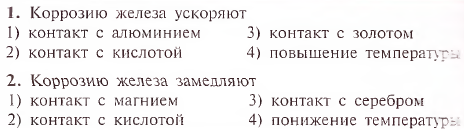 1. Коррозию железа ускоряют
1) контакт с алюминием 3) контакт с золотом
2) контакт с кислотой 4) повышение температуры
2. Коррозию железа замедляют
1) контакт с магнием 3) контакт с серебром
2) контакт с кислотой 4) понижение температуры